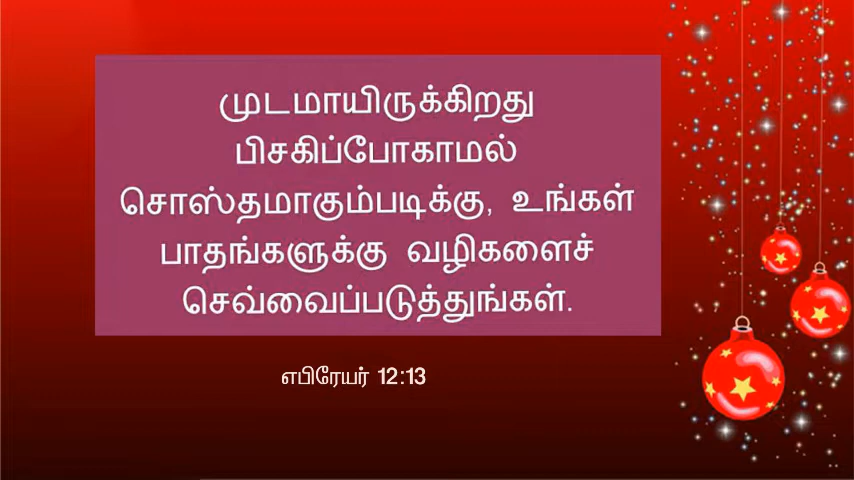 முடமாயிருக்கிறது
பிசகிப்போகாமல்
சொஸ்தமாகும்படிக்கு, உங்கள்
பாதங்களுக்கு வழிகளைச்
செவ்வைப்படுத்துங்கள்.
எபிரேயர் 12:13